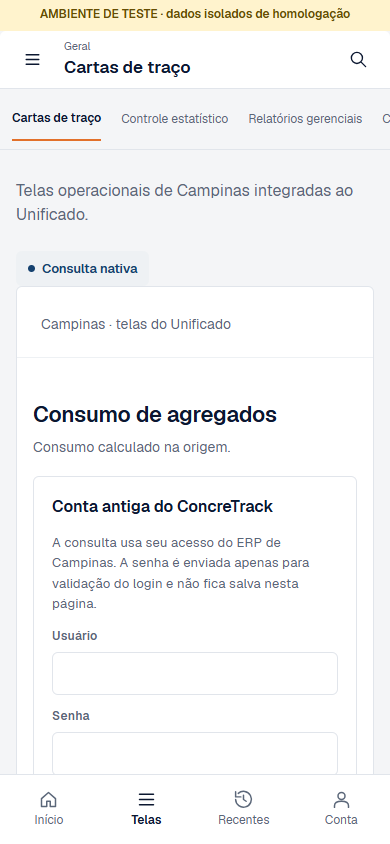 AMBIENTE DE TESTE · dados isolados de homologação
Geral
Cartas de traço
Cartas de traço
Controle estatístico
Relatórios gerenciais
C
Telas operacionais de Campinas integradas ao
Unificado.
Consulta nativa
Campinas · telas do Unificado
Consumo de agregados
Consumo calculado na origem.
Conta antiga do ConcreTrack
A consulta usa seu acesso do ERP de
Campinas. A senha é enviada apenas para
validação do login e não fica salva nesta
página.
Usuário
Senha
Início
Telas
Recentes
Conta